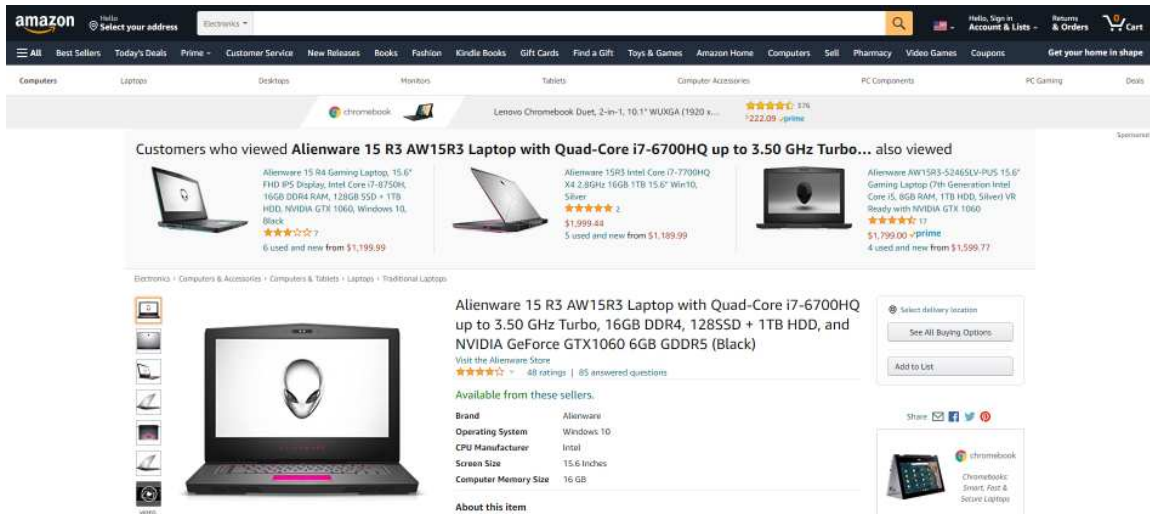 amazon
Hello
Select your address
Electronics
Hello, Sign in
Account & Lists
Returns
& Orders
0
Cart
All Best Sellers Today's Deals Prime Customer Service New Releases Books Fashion Kindle Books Gift Cards Find a Gift Toys & Games Amazon Home Computers Sell Pharmacy Video Games Coupons Get your home in shape
Computers Laptops Desktops Monitors Tablets Computer Accessories PC Components PC Gaming Deals
chromebook
Lenovo Chromebook Duet, 2-in-1, 10.1" WUXGA (1920 x...
376
$222.09 prime
Sponsored
Customers who viewed Alienware 15 R3 AW15R3 Laptop with Quad-Core i7-6700HQ up to 3.50 GHz Turbo... also viewed
Alienware 15 R4 Gaming Laptop, 15.6"
FHD IPS Display, Intel Core i7-8750H,
16GB DDR4 RAM, 128GB SSD + 1TB
HDD, NVIDIA GTX 1060, Windows 10,
Black
7
6 used and new from $1,199.99
Alienware 15R3 Intel Core i7-7700HQ
X4 2.8GHz 16GB 1TB 15.6" Win10,
Silver
2
$1,999.44
5 used and new from $1,189.99
Alienware AW15R3-5246SLV-PUS 15.6"
Gaming Laptop (7th Generation Intel
Core i5, 8GB RAM, 1TB HDD, Silver) VR
Ready with NVIDIA GTX 1060
17
$1,799.00 prime
4 used and new from $1,599.77
Electronics › Computers & Accessories › Computers & Tablets › Laptops › Traditional Laptops
VIDEO
Alienware 15 R3 AW15R3 Laptop with Quad-Core i7-6700HQ
up to 3.50 GHz Turbo, 16GB DDR4, 128SSD + 1TB HDD, and
NVIDIA GeForce GTX1060 6GB GDDR5 (Black)
Visit the Alienware Store
48 ratings | 85 answered questions
Available from these sellers.
Brand Alienware
Operating System Windows 10
CPU Manufacturer Intel
Screen Size 15.6 Inches
Computer Memory Size 16 GB
About this item
Select delivery location
See All Buying Options
Add to List
Share
chromebook
Chromebooks:
Smart, Fast &
Secure Laptops